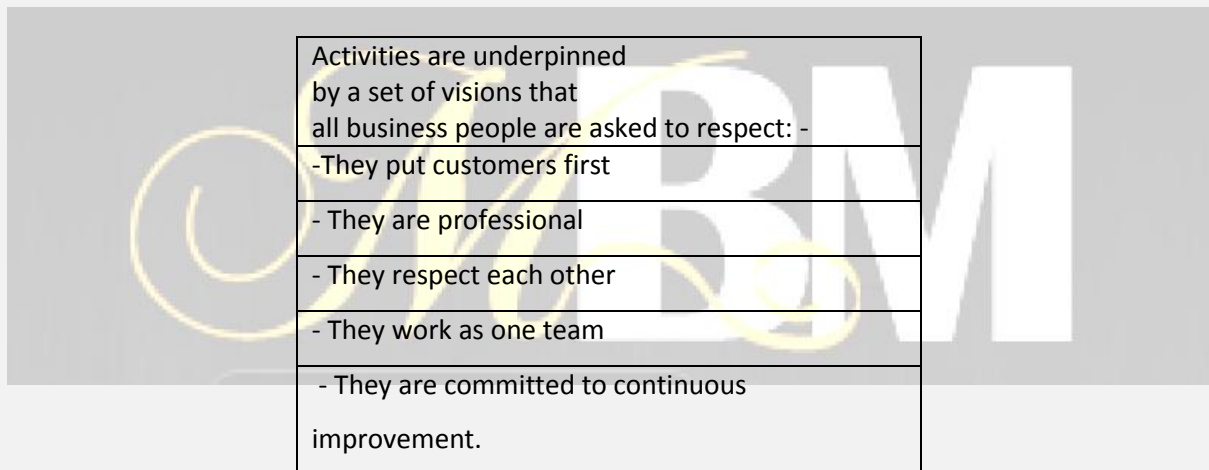 Activities are underpinned
by a set of visions that
all business people are asked to respect: -
-They put customers first
- They are professional
- They respect each other
- They work as one team
- They are committed to continuous
improvement.
MBM